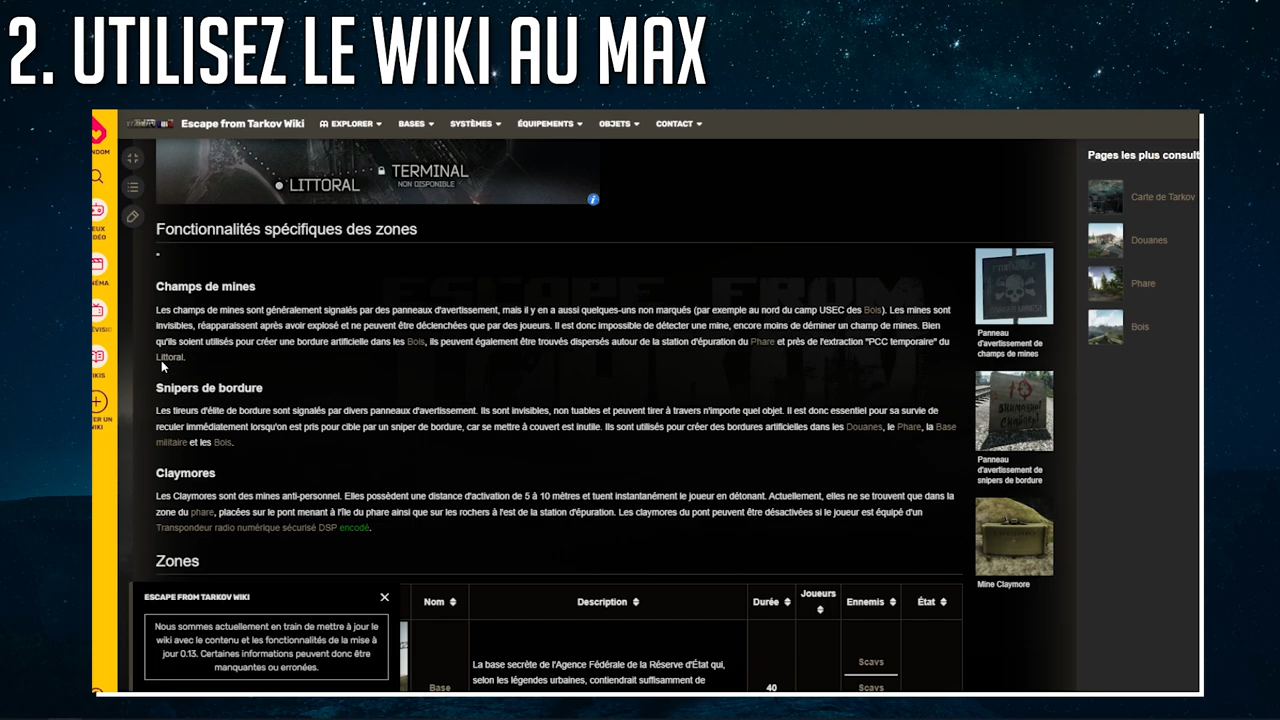 2. UTILISEZ LE WIKI AU MAX
Escape from Tarkov Wiki
EXPLORER
BASES
SYSTÈMES
ÉQUIPEMENTS
OBJETS
CONTACT
TERMINAL
NON DISPONIBLE
LITTORAL
Fonctionnalités spécifiques des zones
Champs de mines
Les champs de mines sont généralement signalés par des panneaux d'avertissement, mais il y en a aussi quelques-uns non marqués (par exemple au nord du camp USEC des Bois). Les mines sont
invisibles, réapparaissent après avoir explosé et ne peuvent être déclenchées que par des joueurs. Il est donc impossible de détecter une mine, encore moins de déminer un champ de mines. Bien
qu'ils soient utilisés pour créer une bordure artificielle dans les Bois, ils peuvent également être trouvés dispersés autour de la station d'épuration du Phare et près de l'extraction "PCC temporaire" du
Littoral.
Snipers de bordure
Les tireurs d'élite de bordure sont signalés par divers panneaux d'avertissement. Ils sont invisibles, non tuables et peuvent tirer à travers n'importe quel objet. Il est donc essentiel pour sa survie de
reculer immédiatement lorsqu'on est pris pour cible par un sniper de bordure, car se mettre à couvert est inutile. Ils sont utilisés pour créer des bordures artificielles dans les Douanes, le Phare, la Base
militaire et les Bois.
Claymores
Les Claymores sont des mines anti-personnel. Elles possèdent une distance d'activation de 5 à 10 mètres et tuent instantanément le joueur en détonant. Actuellement, elles ne se trouvent que dans la
zone du phare, placées sur le pont menant à l'île du phare ainsi que sur les rochers à l'est de la station d'épuration. Les claymores du pont peuvent être désactivées si le joueur est équipé d'un
Transpondeur radio numérique sécurisé DSP encodé.
Zones
Nom
Description
Durée
Joueurs
Ennemis
État
La base secrète de l'Agence Fédérale de la Réserve d'État qui,
selon les légendes urbaines, contiendrait suffisamment de
Base
40
Scavs
Scavs
ESCAPE FROM TARKOV WIKI
Nous sommes actuellement en train de mettre à jour le
wiki avec le contenu et les fonctionnalités de la mise à
jour 0.13. Certaines informations peuvent donc être
manquantes ou erronées.
Panneau
d'avertissement de
champs de mines
Panneau
d'avertissement de
snipers de bordure
Mine Claymore
Pages les plus consult
Carte de Tarkov
Douanes
Phare
Bois